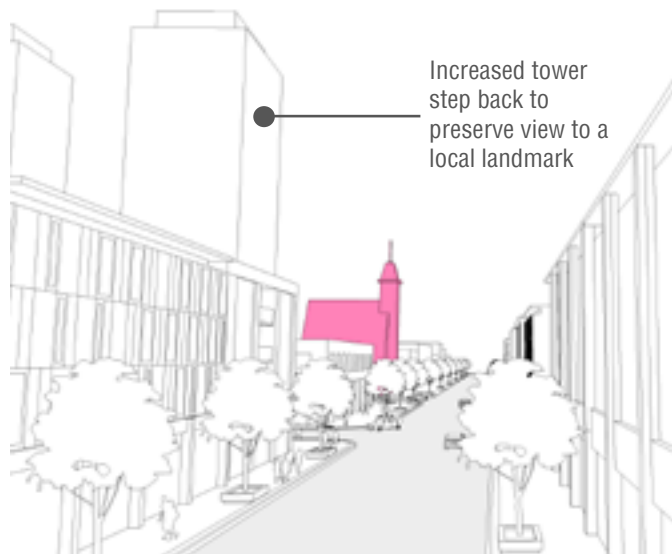 Increased tower
step back to
preserve view to a
local landmark